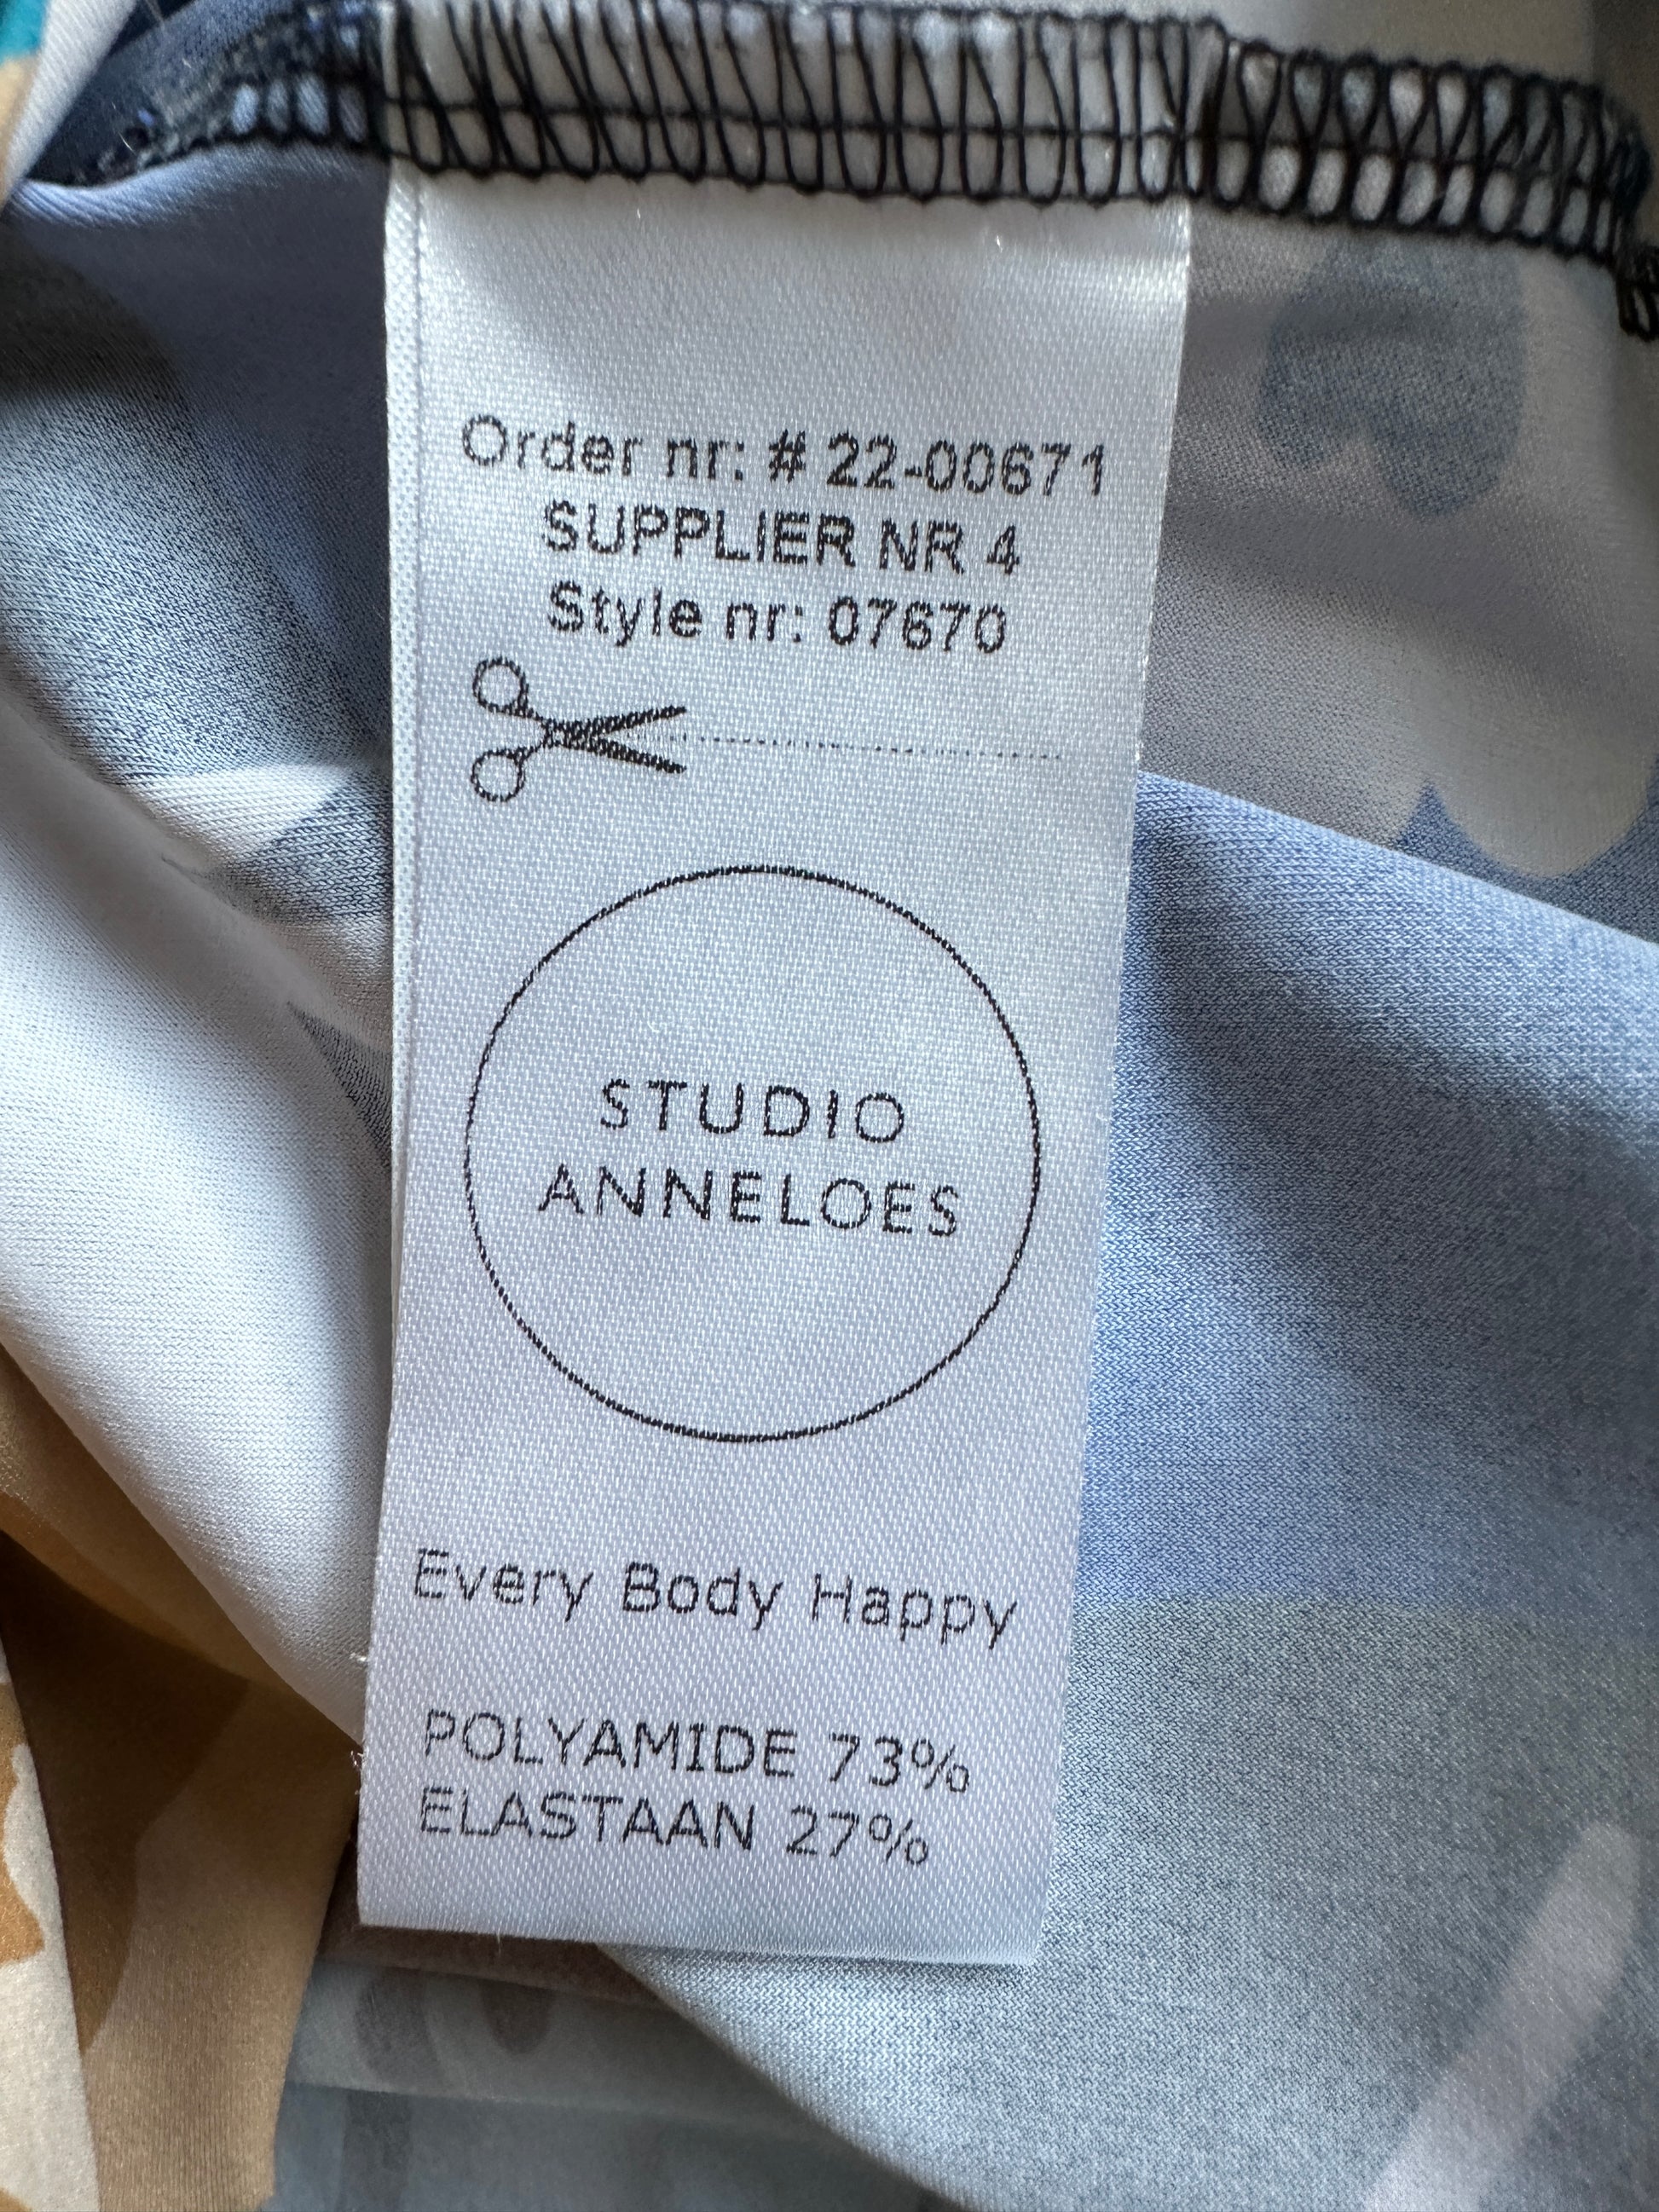 Order nr: # 22-00671
SUPPLIER NR 4
Style nr: 07670
STUDIO
ANNELOES
Every Body Happy
POLYAMIDE 73%
ELASTAAN 27%